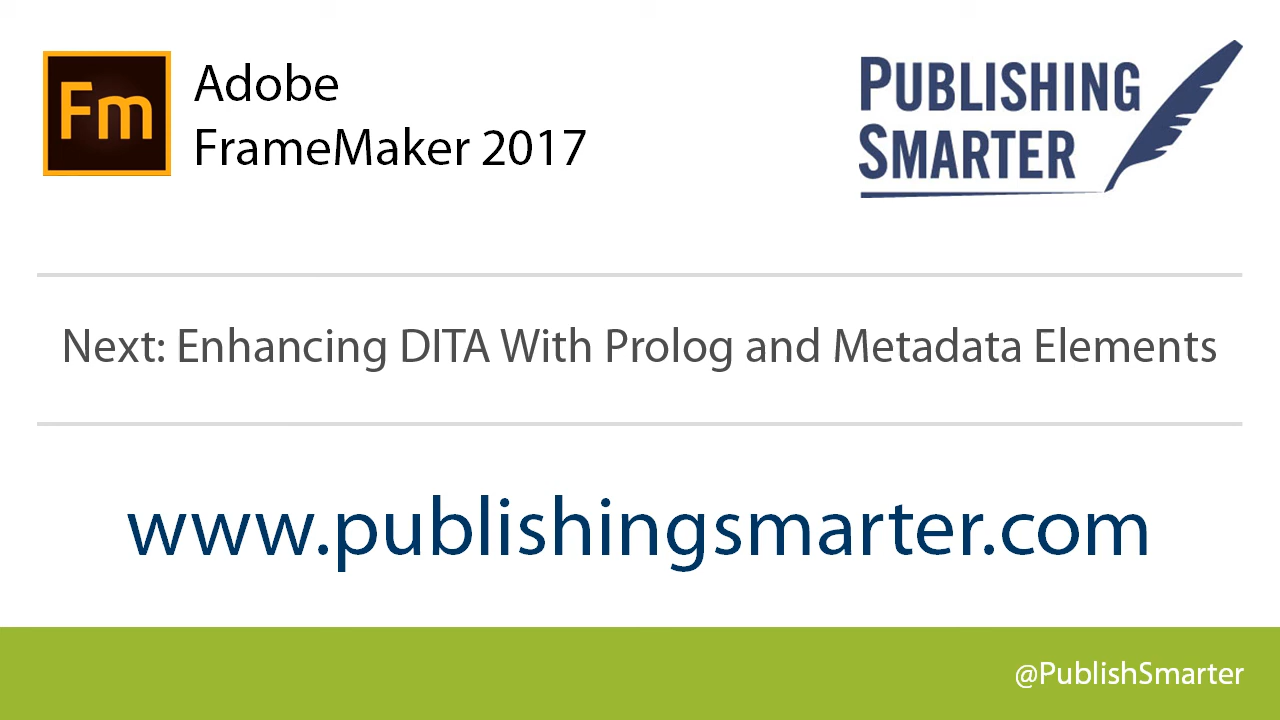 Fm
Adobe
FrameMaker 2017
PUBLISHING
SMARTER
Next: Enhancing DITA With Prolog and Metadata Elements
www.publishingsmarter.com
@PublishSmarter